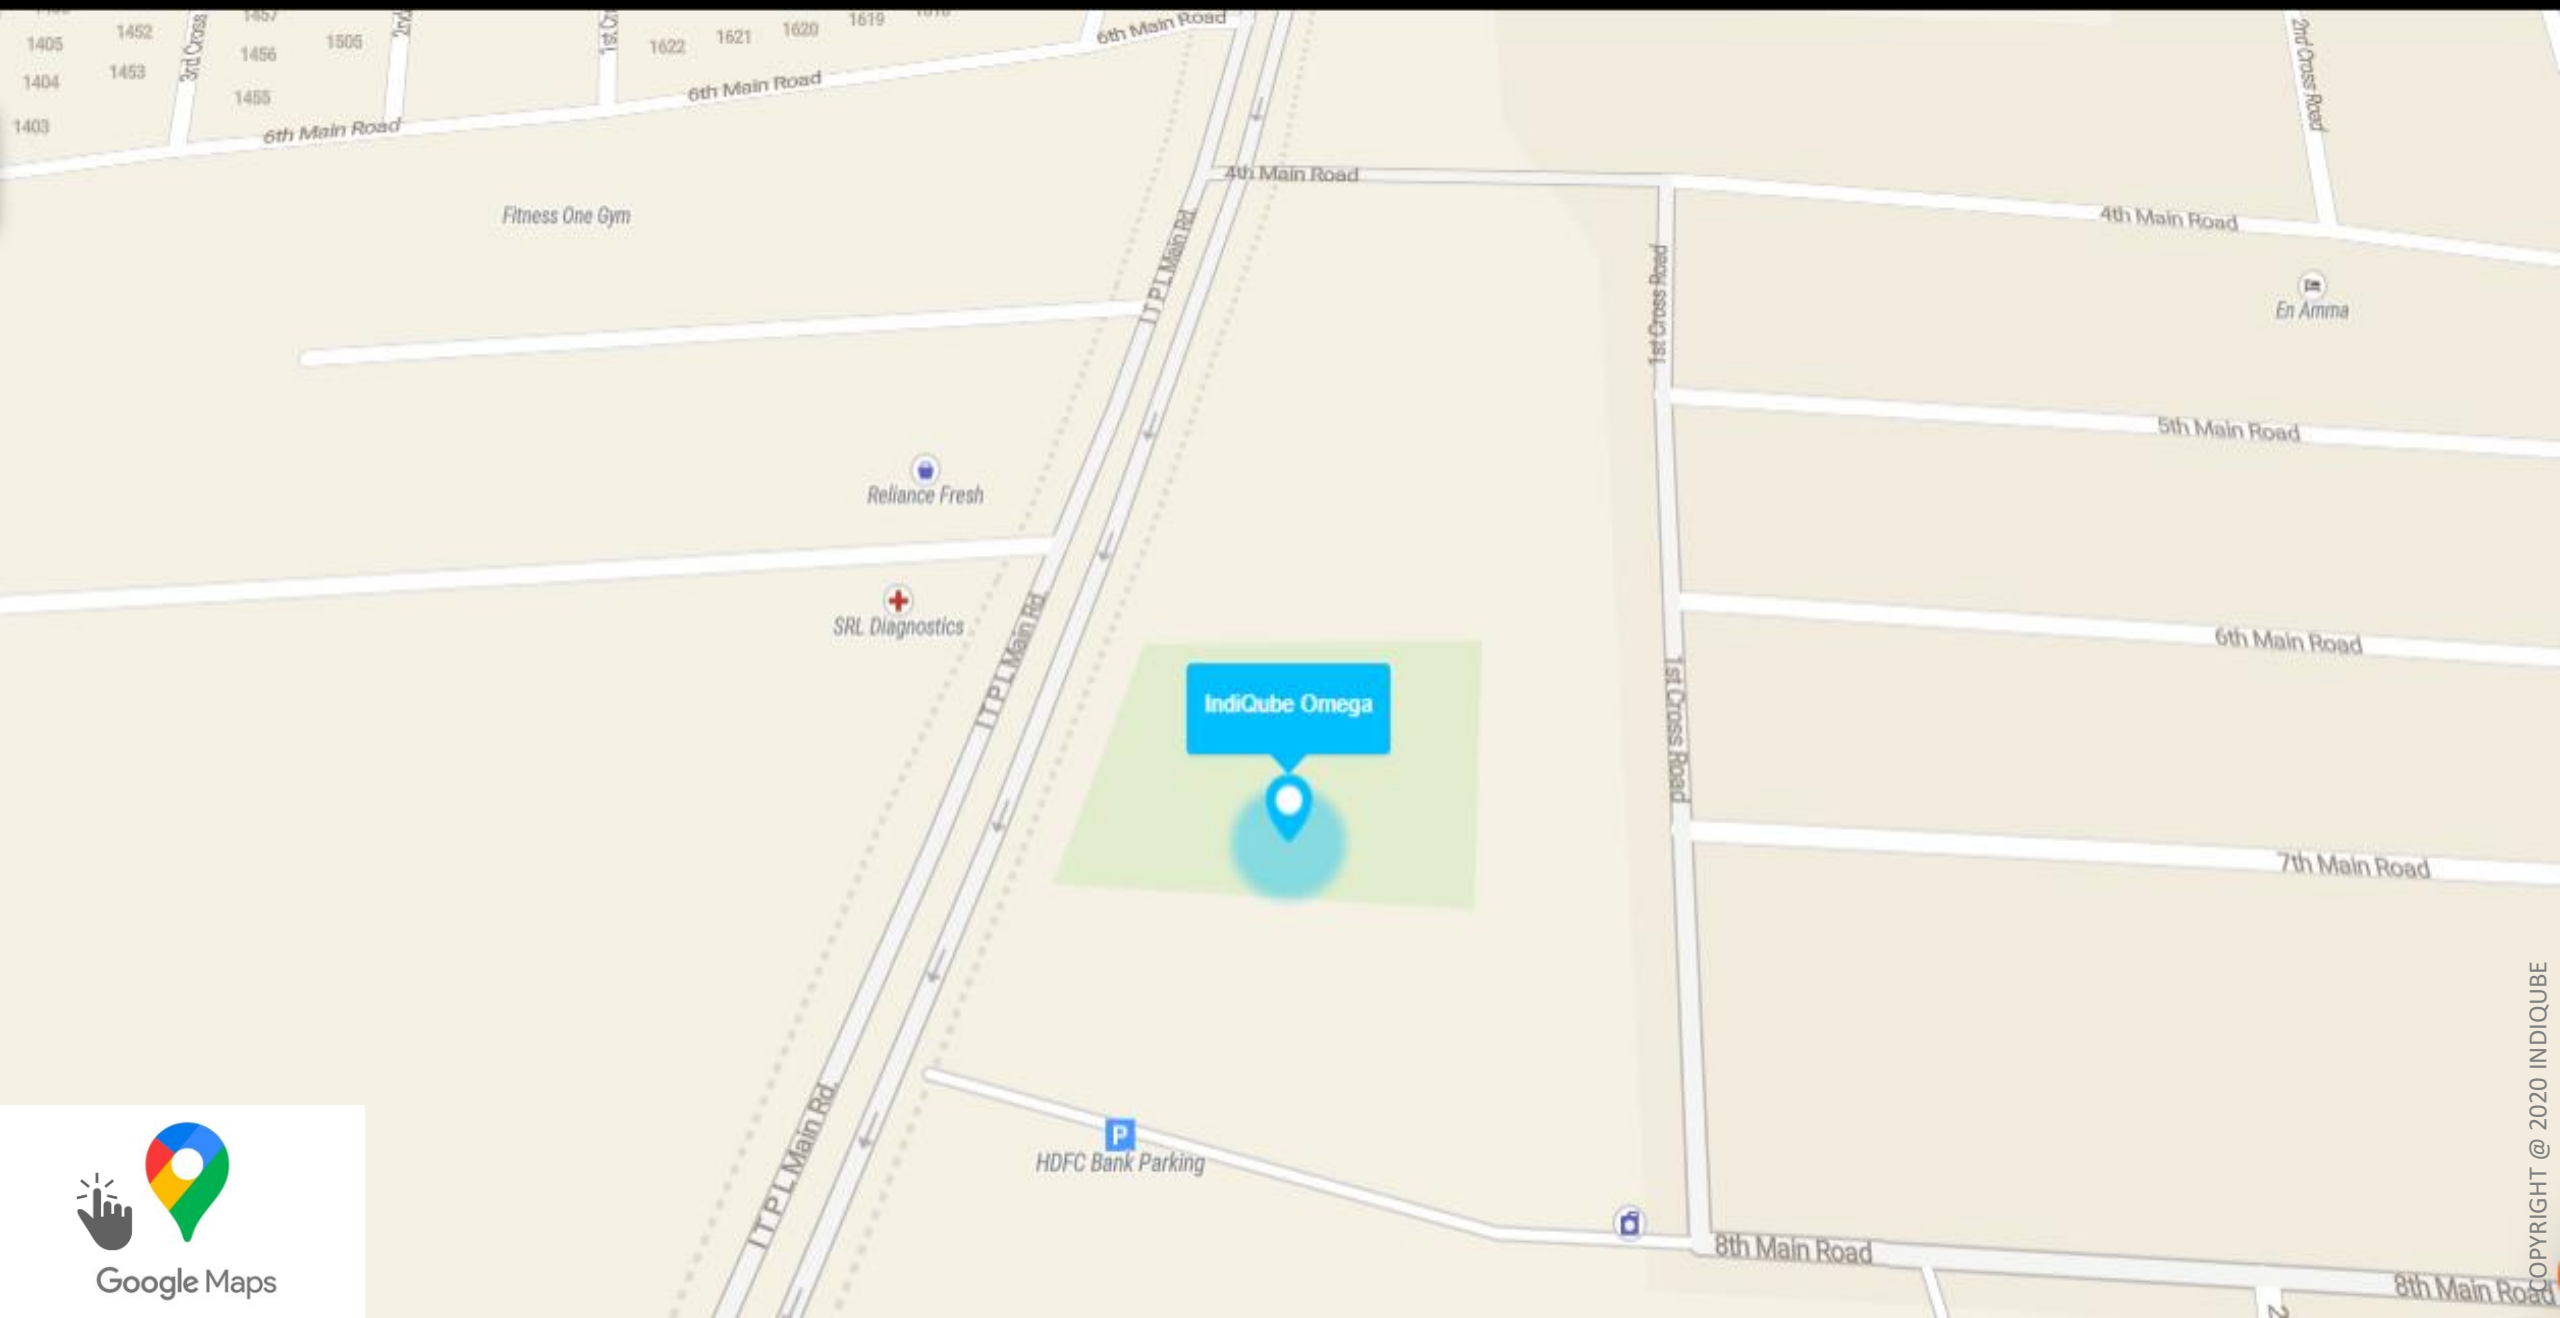 1405
1452
3rd Cross
1457
1456
1505
2nd
1st Cr
1622
1621
1620
1619
6th Main Road
2nd Cross Road
1404
1453
1455
6th Main Road
1403
6th Main Road
4th Main Road
4th Main Road
Fitness One Gym
I T P L Main Rd.
1st Cross Road
En Amma
5th Main Road
Reliance Fresh
SRL Diagnostics
I T P L Main Rd.
6th Main Road
1st Cross Road
IndiQube Omega
7th Main Road
I T P L Main Rd.
P
HDFC Bank Parking
8th Main Road
8th Main Road
2
Google Maps
COPYRIGHT @ 2020 INDIQUBE